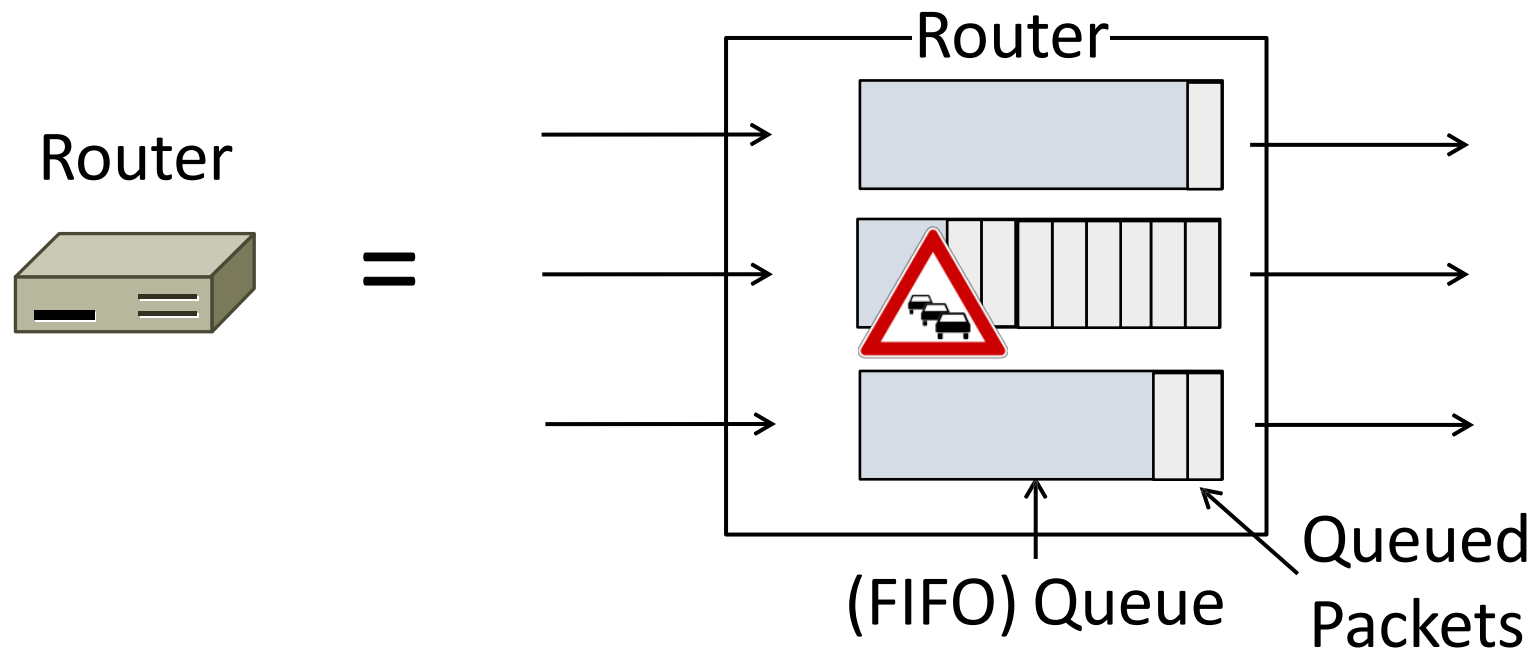 Router
Router
=
(FIFO) Queue
Queued
Packets